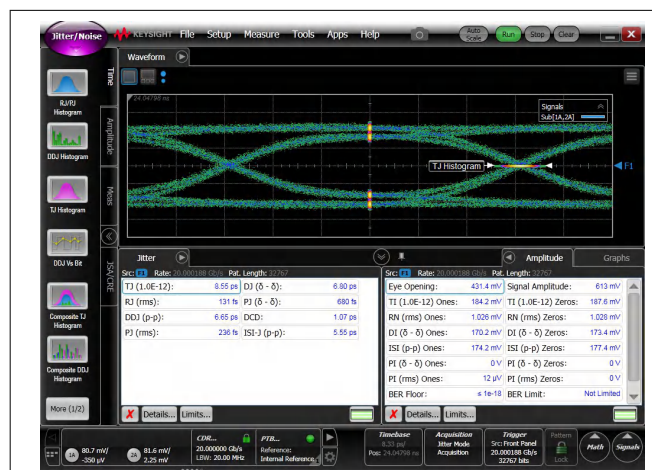 Jitter/Noise
KEYSIGHT File Setup Measure Tools Apps Help
Auto Scale
Run
Stop
Clear
Waveform
Time
Amplitude
Meas
JSA/CRE
RJ/PJ
Histogram
DDJ Histogram
TJ Histogram
DDJ Vs Bit
Composite TJ
Histogram
Composite DDJ
Histogram
More (1/2)
24.04796 ns
Signals
Sub[1A,2A]
TJ Histogram
F1
Jitter
Src: F1 Rate: 20.000188 Gb/s Pat. Length: 32767
TJ (1.0E-12): 8.55 ps DJ (δ - δ): 6.80 ps
RJ (rms): 131 fs PJ (δ - δ): 680 fs
DDJ (p-p): 6.65 ps DCD: 1.07 ps
PJ (rms): 236 fs ISI-J (p-p): 5.55 ps
Details... Limits...
Amplitude
Graphs
Src: F1 Rate: 20.000188 Gb/s Pat. Length: 32767
Eye Opening: 431.4 mV Signal Amplitude: 613 mV
TI (1.0E-12) Ones: 184.2 mV TI (1.0E-12) Zeros: 187.6 mV
RN (rms) Ones: 1.026 mV RN (rms) Zeros: 1.028 mV
DI (δ - δ) Ones: 170.2 mV DI (δ - δ) Zeros: 173.4 mV
ISI (p-p) Ones: 174.2 mV ISI (p-p) Zeros: 177.4 mV
PI (δ - δ) Ones: 0 V PI (δ - δ) Zeros: 0 V
PI (rms) Ones: 12 µV PI (rms) Zeros: 0 V
BER Floor: ≤ 1e-18 BER Limit: Not Limited
Details... Limits...
1A 80.7 mV/
-350 µV
2A 81.6 mV/
2.25 mV
CDR...
20.000000 Gb/s
LBW: 20.00 MHz
PTB...
Reference:
Internal Reference
Timebase
8.33 ps/
Pos: 24.04796 ns
Acquisition
Jitter Mode
Acquisition
Trigger
Src: Front Panel
20.000188 Gb/s
32767 bits
Pattern
Lock
Math
Signals